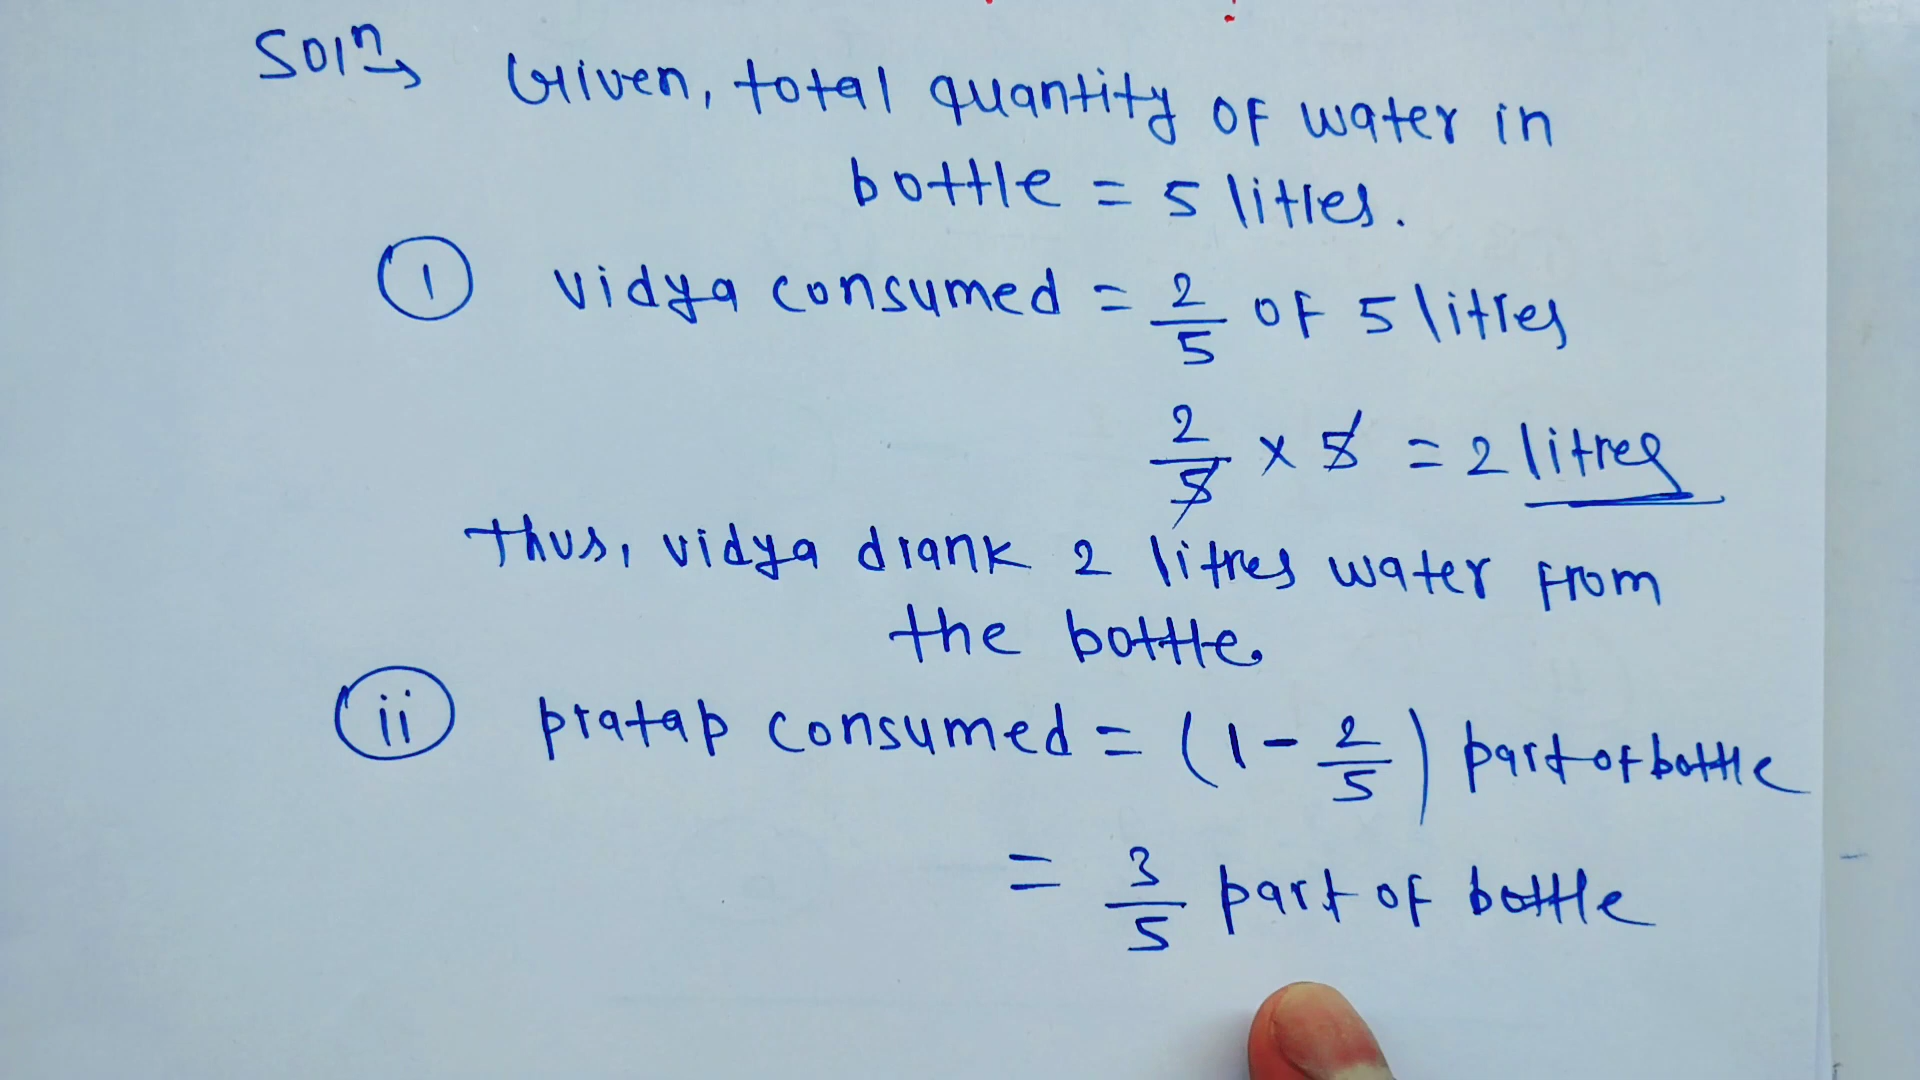 Soln→ Given, total quantity of water in
bottle = 5 litres.
(i) vidya consumed = 2/5 of 5 litres
2/5 × 5 = 2 litres
thus, vidya drank 2 litres water from
the bottle.
(ii) pratap consumed = (1 - 2/5) part of bottle
= 3/5 part of bottle